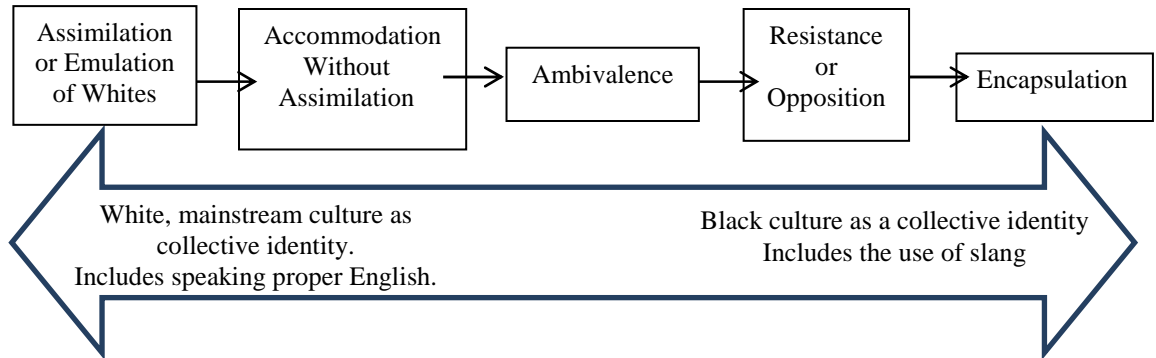 Assimilation
or Emulation
of Whites
Accommodation
Without
Assimilation
Ambivalence
Resistance
or
Opposition
Encapsulation
White, mainstream culture as
collective identity.
Includes speaking proper English.
Black culture as a collective identity
Includes the use of slang